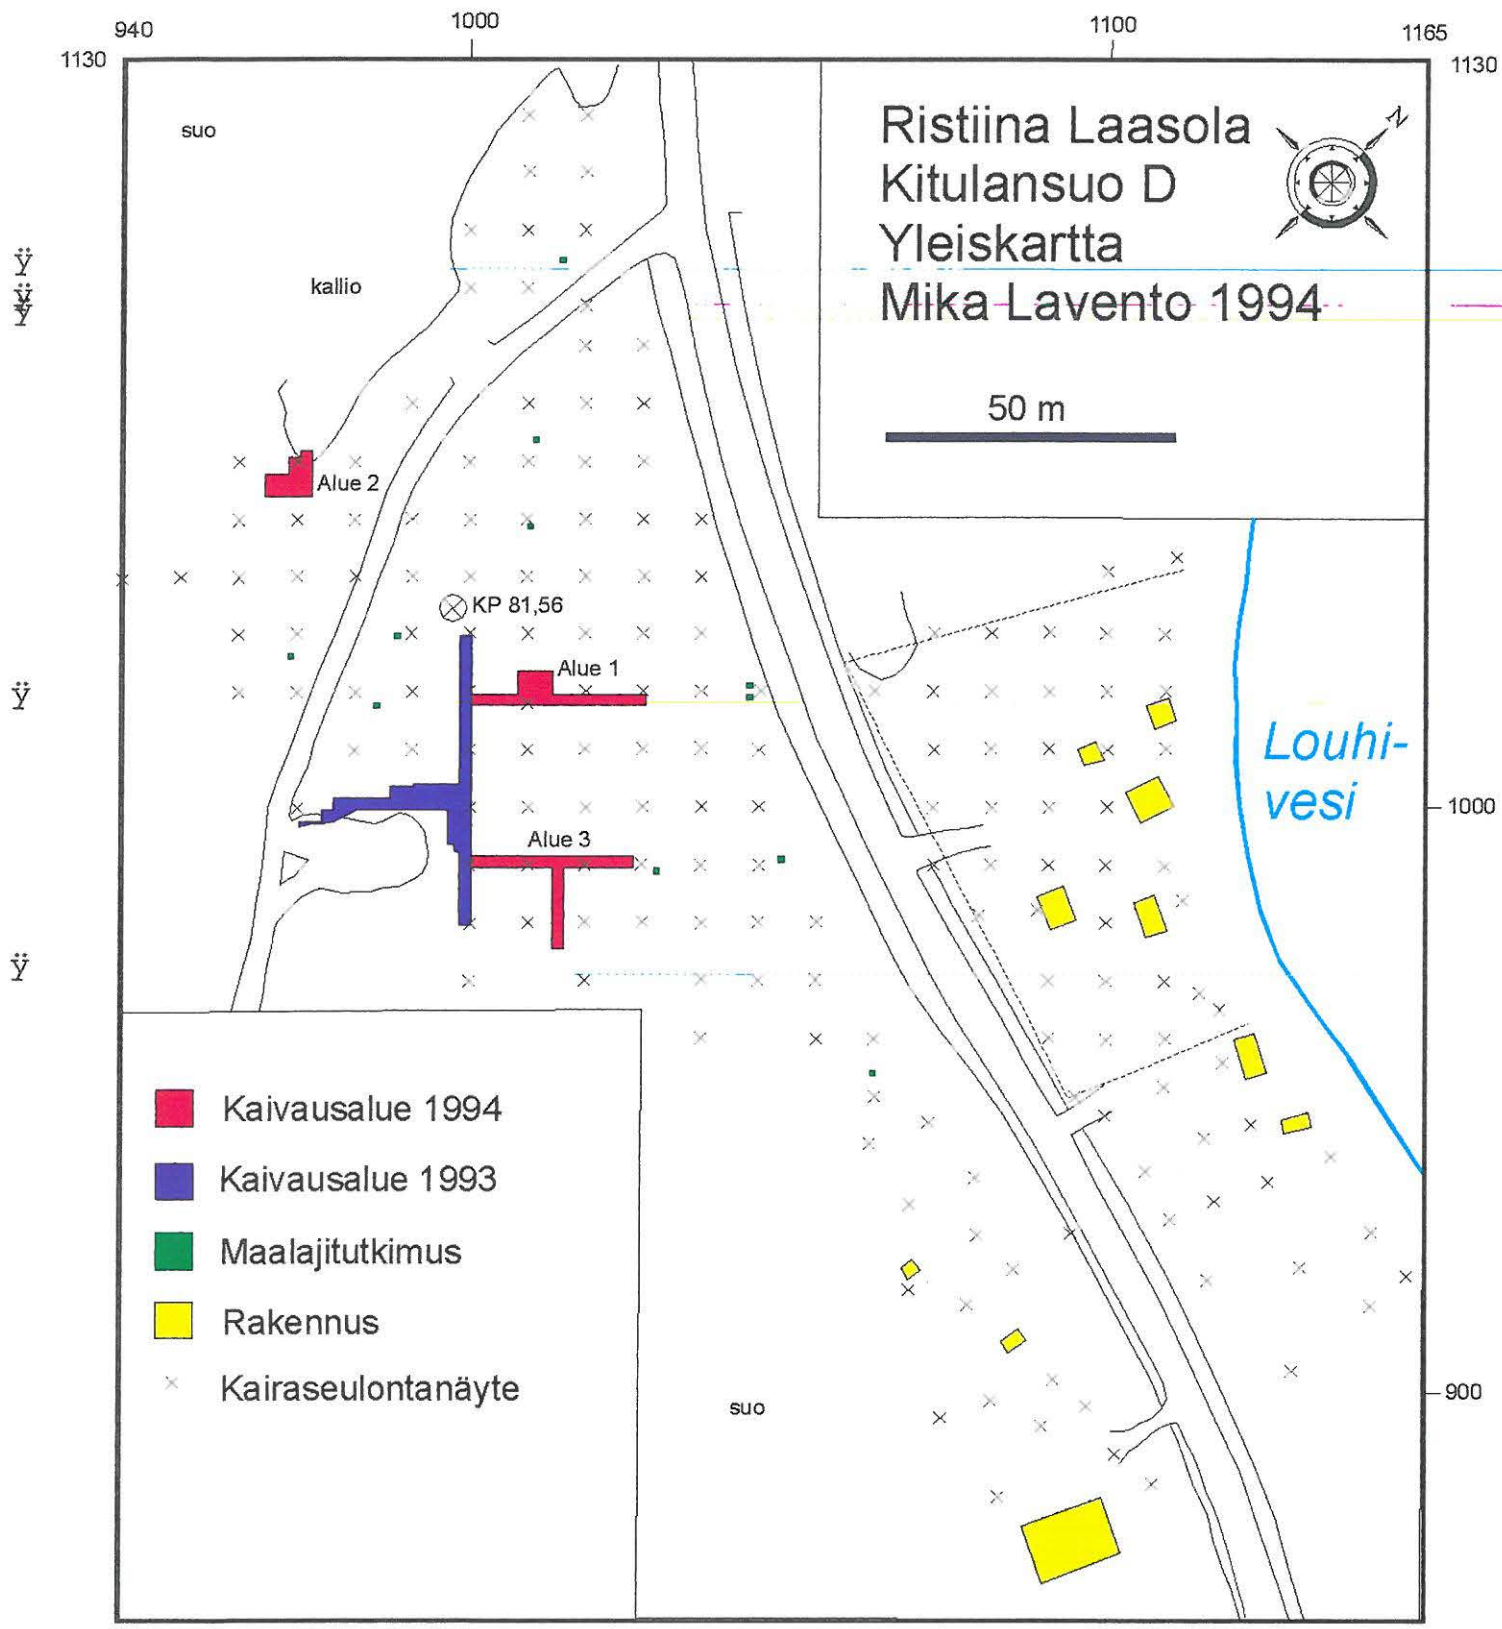 940 1000 1100 1165
1130 1130
suo
Ristiina Laasola
Kitulansuo D
Yleiskartta
Mika Lavento 1994
N
50 m
ÿ
ÿ
ÿ
kallio
Alue 2
KP 81,56
Alue 1
ÿ
Louhi-
vesi
1000
Alue 3
ÿ
Kaivausalue 1994
Kaivausalue 1993
Maalajitutkimus
Rakennus
Kairaseulontanäyte
suo
900